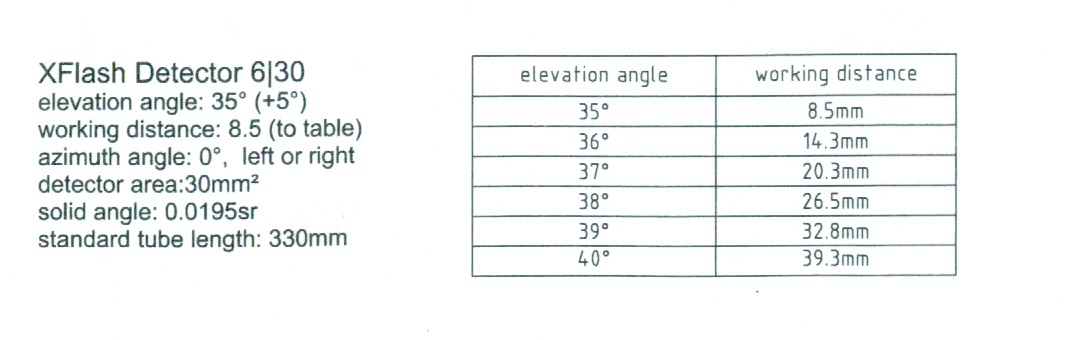 XFlash Detector 6|30
elevation angle: 35° (+5°)
working distance: 8.5 (to table)
azimuth angle: 0°, left or right
detector area:30mm²
solid angle: 0.0195sr
standard tube length: 330mm
elevation angle working distance
35° 8.5mm
36° 14.3mm
37° 20.3mm
38° 26.5mm
39° 32.8mm
40° 39.3mm